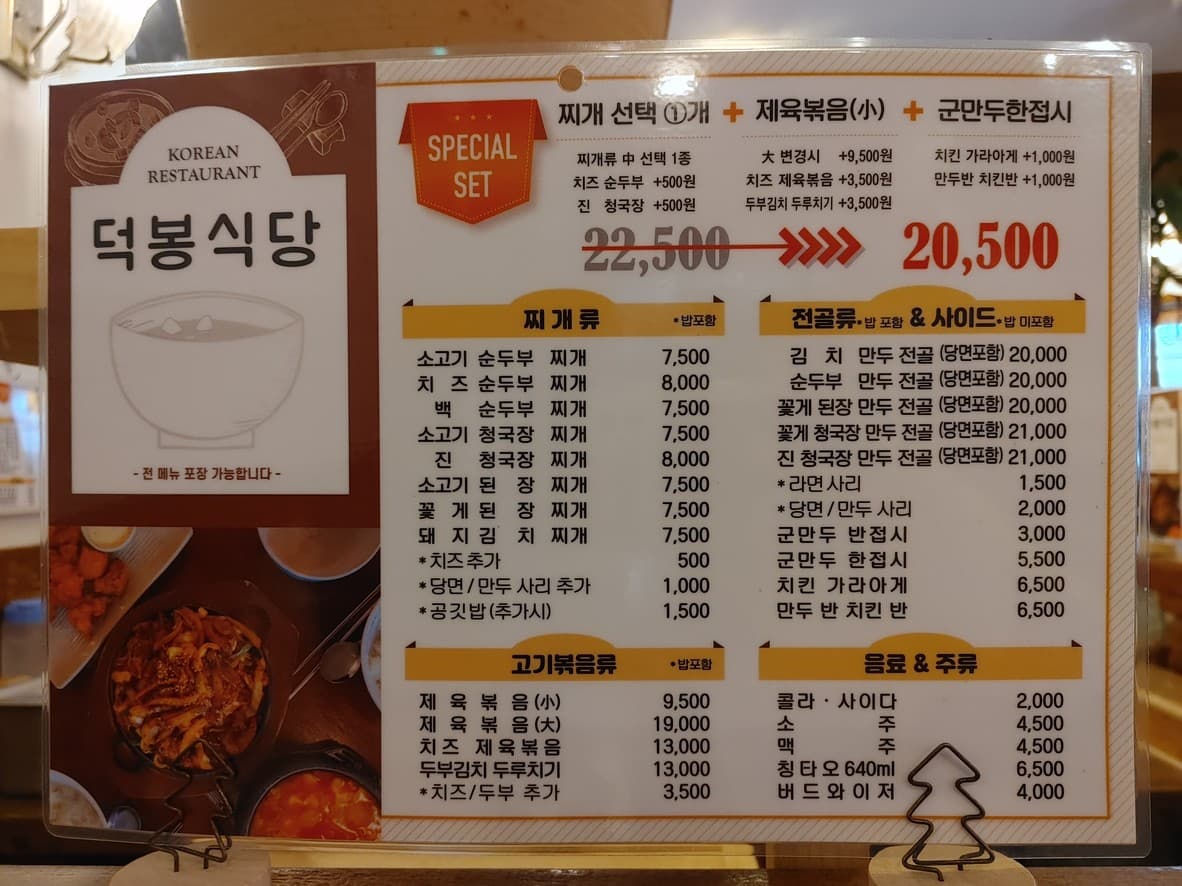 KOREAN
RESTAURANT
덕봉식당
- 전 메뉴 포장 가능합니다 -
SPECIAL
SET
찌개 선택 ①개 + 제육볶음(小) + 군만두한접시
찌개류 中 선택 1종
치즈 순두부 +500원
진 청국장 +500원
大 변경시 +9,500원
치즈 제육볶음 +3,500원
두부김치 두루치기 +3,500원
치킨 가라아게 +1,000원
만두반 치킨반 +1,000원
22,500 20,500
찌개류 •밥포함
소고기 순두부 찌개 7,500
치즈 순두부 찌개 8,000
백 순두부 찌개 7,500
소고기 청국장 찌개 7,500
진 청국장 찌개 8,000
소고기 된장 찌개 7,500
꽃게 된장 찌개 7,500
돼지김치 찌개 7,500
*치즈추가 500
*당면/만두 사리 추가 1,000
*공깃밥(추가시) 1,500
고기볶음류 •밥포함
제육볶음(小) 9,500
제육볶음(大) 19,000
치즈 제육볶음 13,000
두부김치 두루치기 13,000
*치즈/두부 추가 3,500
전골류•밥 포함 & 사이드•밥 미포함
김치 만두 전골 (당면포함) 20,000
순두부 만두 전골 (당면포함) 20,000
꽃게 된장 만두 전골 (당면포함) 20,000
꽃게 청국장 만두 전골 (당면포함) 21,000
진 청국장 만두 전골 (당면포함) 21,000
*라면사리 1,500
*당면/만두 사리 2,000
군만두 반접시 3,000
군만두 한접시 5,500
치킨 가라아게 6,500
만두 반 치킨 반 6,500
음료 & 주류
콜라 · 사이다 2,000
소주 4,500
맥주 4,500
칭타오 640ml 6,500
버드와이저 4,000